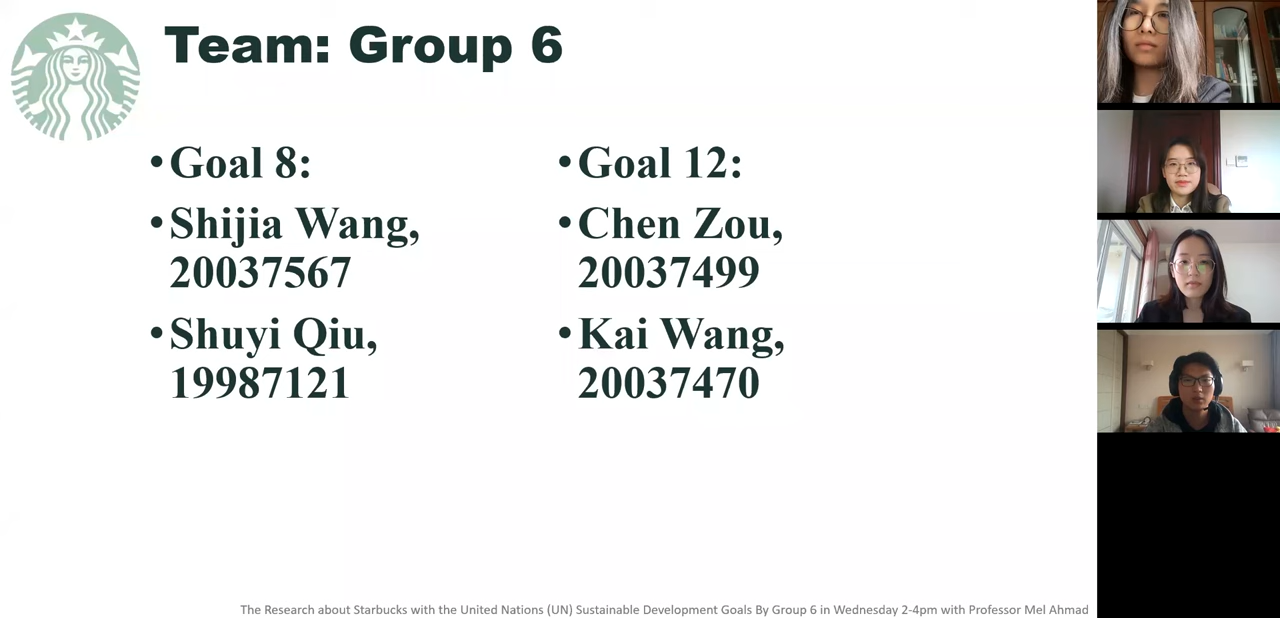 Team: Group 6
•Goal 8:
•Shijia Wang,
20037567
•Shuyi Qiu,
19987121
•Goal 12:
•Chen Zou,
20037499
•Kai Wang,
20037470
The Research about Starbucks with the United Nations (UN) Sustainable Development Goals By Group 6 in Wednesday 2-4pm with Professor Mel Ahmad